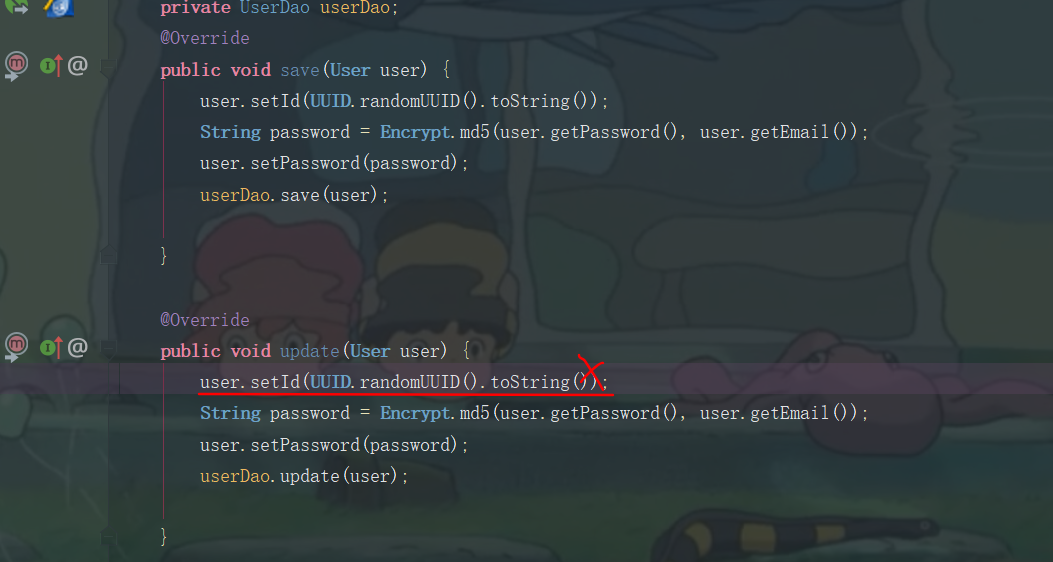 private UserDao userDao;
@Override
public void save(User user) {
user.setId(UUID.randomUUID().toString());
String password = Encrypt.md5(user.getPassword(), user.getEmail());
user.setPassword(password);
userDao.save(user);
}
@Override
public void update(User user) {
user.setId(UUID.randomUUID().toString());
String password = Encrypt.md5(user.getPassword(), user.getEmail());
user.setPassword(password);
userDao.update(user);
}